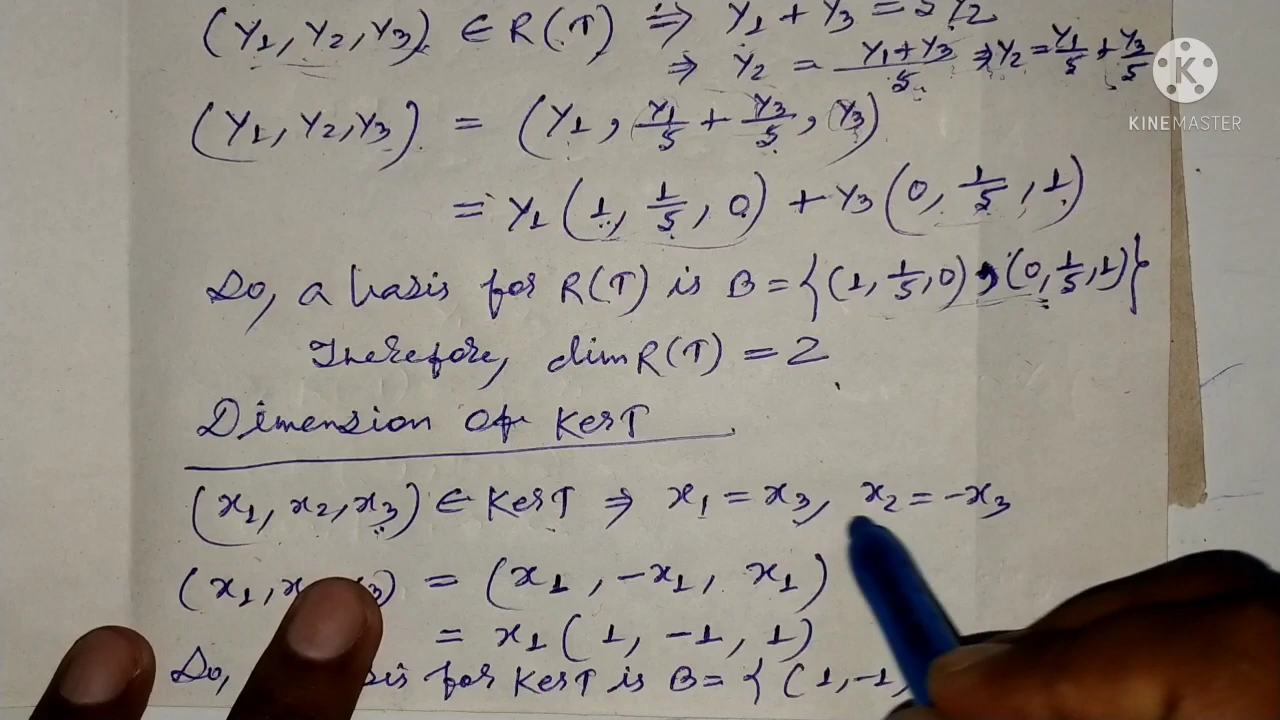 (Y1, Y2, Y3) ∈ R(T) ⇒ Y1 + Y3 = 5Y2
⇒ Y2 = (Y1+Y3)/5 ⇒ Y2 = Y1/5 + Y3/5
KINEMASTER
(Y1, Y2, Y3) = (Y1, Y1/5 + Y3/5, Y3)
= Y1(1, 1/5, 0) + Y3(0, 1/5, 1)
So, a basis for R(T) is B = {(1, 1/5, 0), (0, 1/5, 1)}
Therefore, dim R(T) = 2
Dimension of KerT
(x1, x2, x3) ∈ KerT ⇒ x1 = x3, x2 = -x3
(x1, x 3) = (x1, -x1, x1)
= x1(1, -1, 1)
So, sis for KerT is B = {(1, -1,